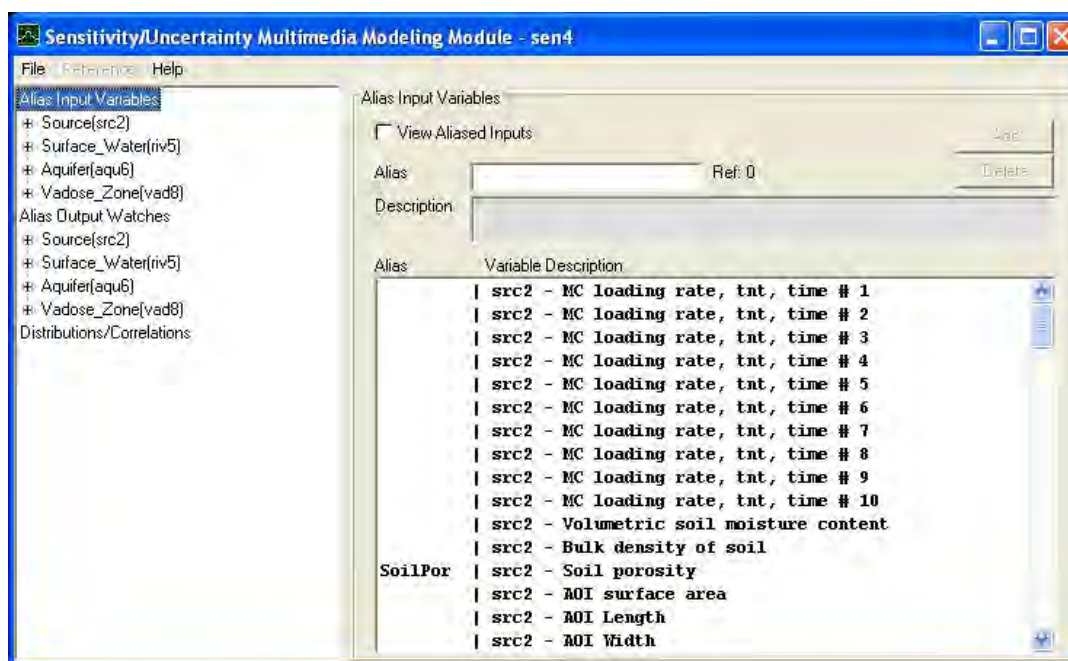 Sensitivity/Uncertainty Multimedia Modeling Module - sen4
File Reference Help
Alias Input Variables
Source(src2)
Surface_Water(riv5)
Aquifer(aqu6)
Vadose_Zone(vad8)
Alias Output Watches
Source(src2)
Surface_Water(riv5)
Aquifer(aqu6)
Vadose_Zone(vad8)
Distributions/Correlations
Alias Input Variables
View Aliased Inputs
Alias Ref: 0
Delete
Description
Alias Variable Description
| src2 - MC loading rate, tnt, time # 1
| src2 - MC loading rate, tnt, time # 2
| src2 - MC loading rate, tnt, time # 3
| src2 - MC loading rate, tnt, time # 4
| src2 - MC loading rate, tnt, time # 5
| src2 - MC loading rate, tnt, time # 6
| src2 - MC loading rate, tnt, time # 7
| src2 - MC loading rate, tnt, time # 8
| src2 - MC loading rate, tnt, time # 9
| src2 - MC loading rate, tnt, time # 10
| src2 - Volumetric soil moisture content
| src2 - Bulk density of soil
SoilPor | src2 - Soil porosity
| src2 - AOI surface area
| src2 - AOI Length
| src2 - AOI Width